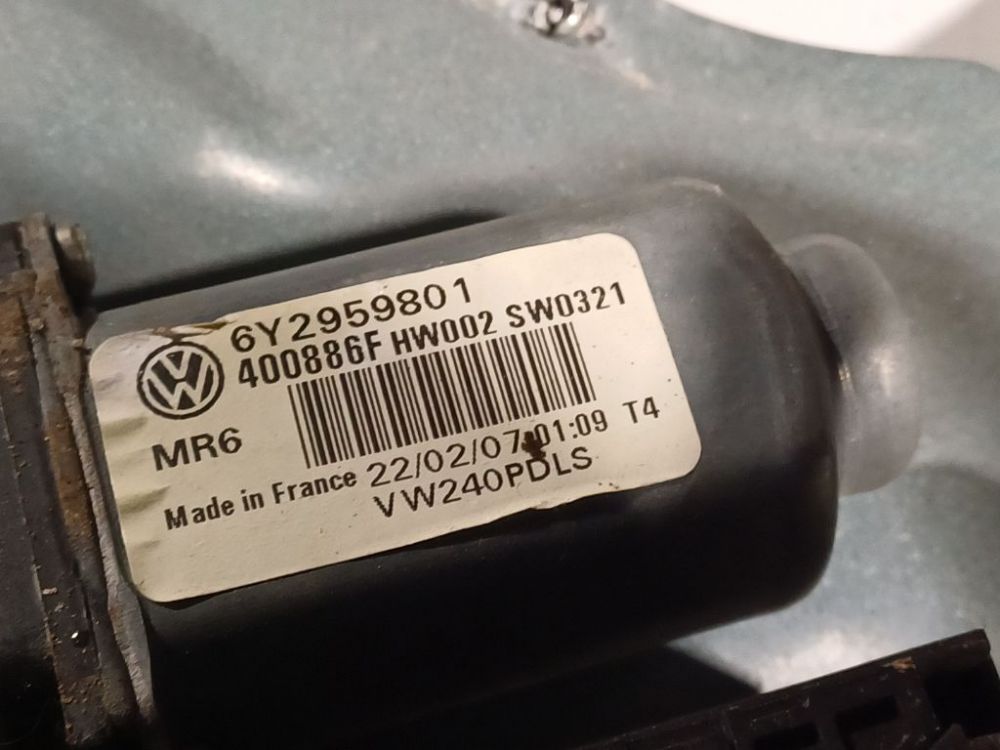 6Y2959801
400886F HW002 SW0321
MR6
Made in France 22/02/07 01:09 T4
VW240PDLS